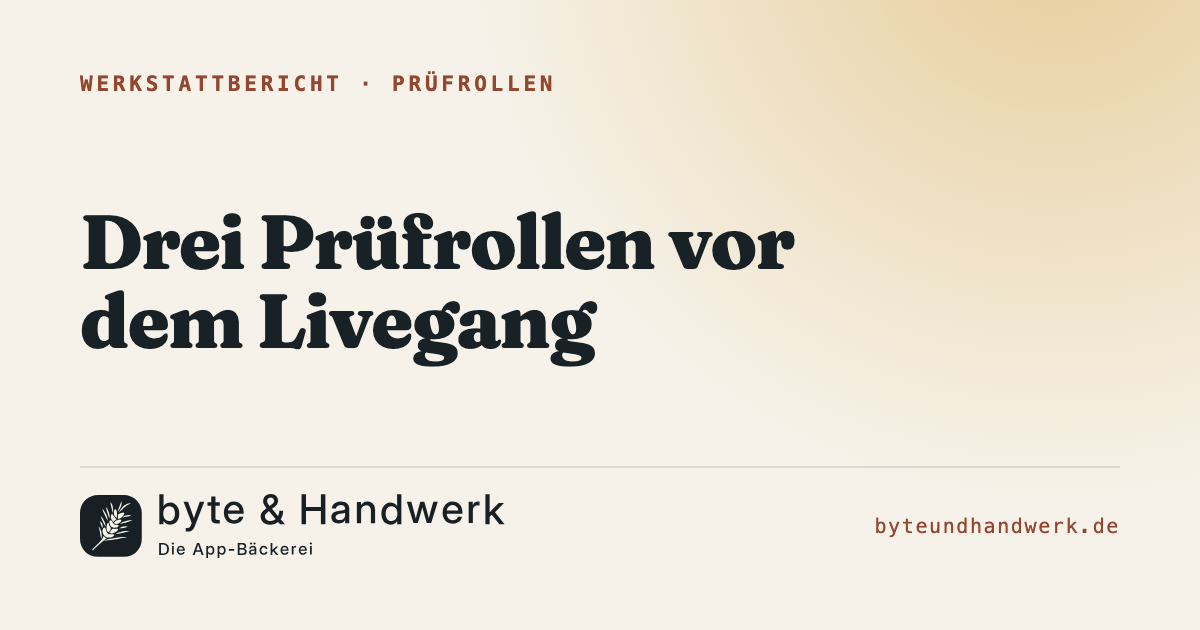 WERKSTATTBERICHT · PRÜFROLLEN
Drei Prüfrollen vor
dem Livegang
byte & Handwerk
Die App-Bäckerei
byteundhandwerk.de